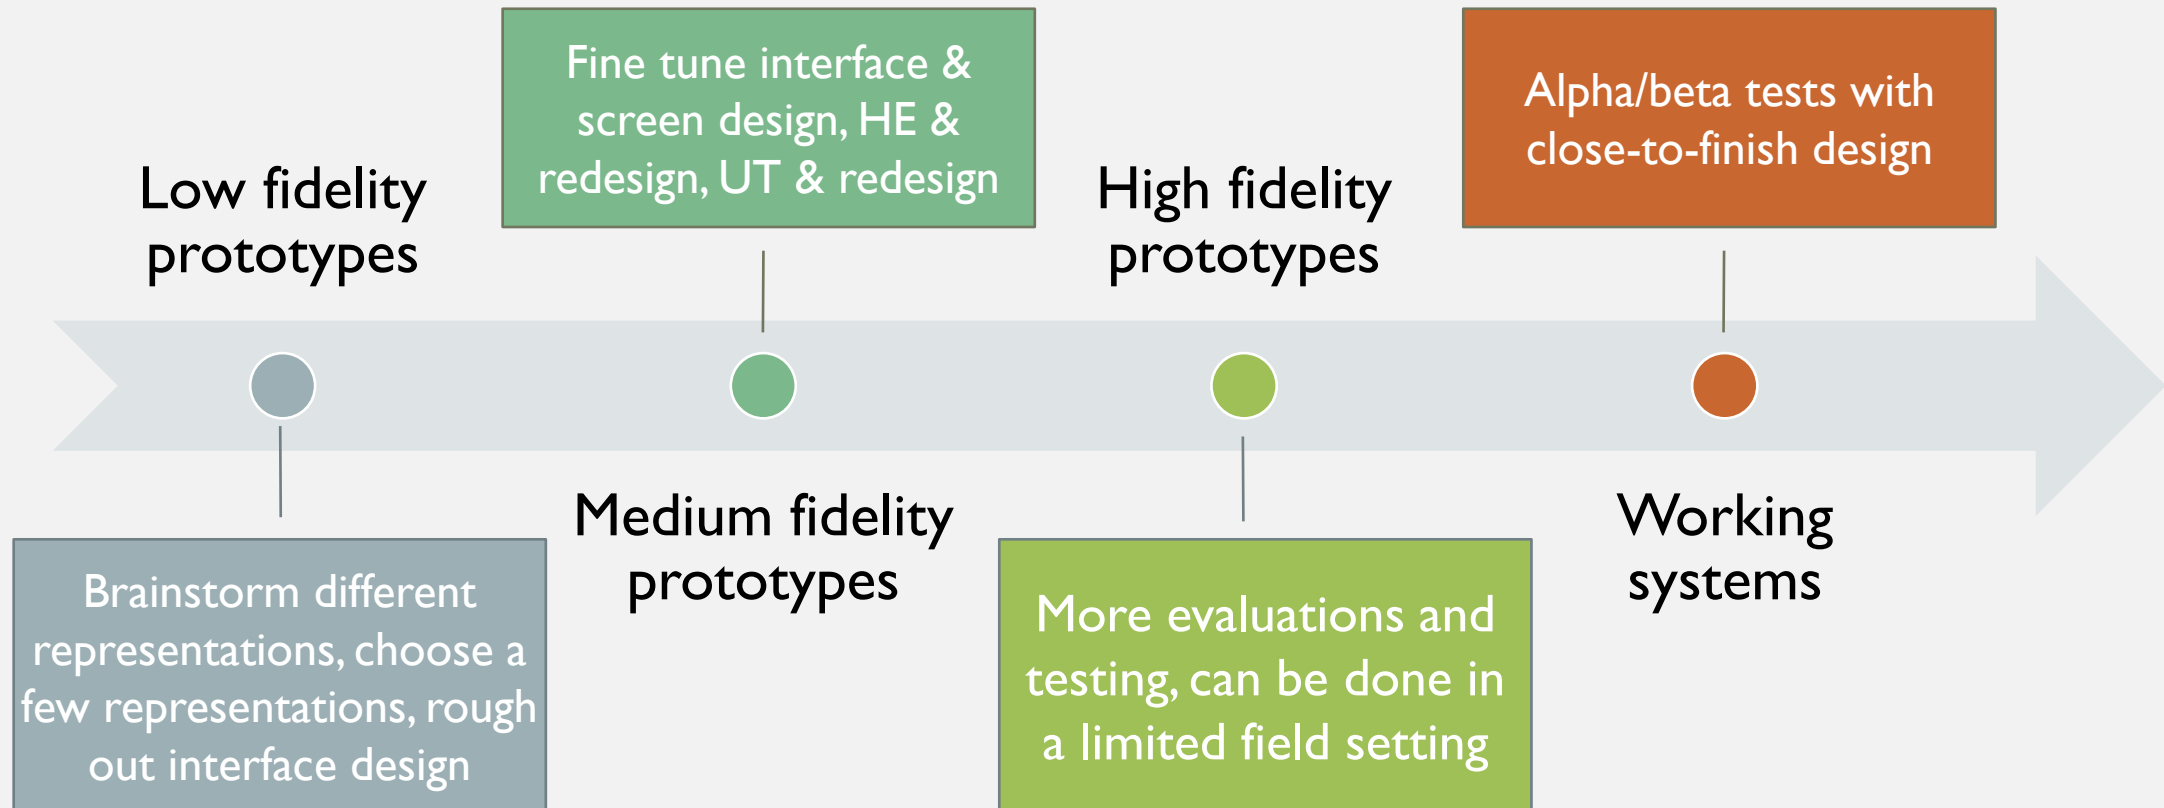 Low fidelity
prototypes
Brainstorm different
representations, choose a
few representations, rough
out interface design
Fine tune interface &
screen design, HE &
redesign, UT & redesign
Medium fidelity
prototypes
High fidelity
prototypes
More evaluations and
testing, can be done in
a limited field setting
Alpha/beta tests with
close-to-finish design
Working
systems